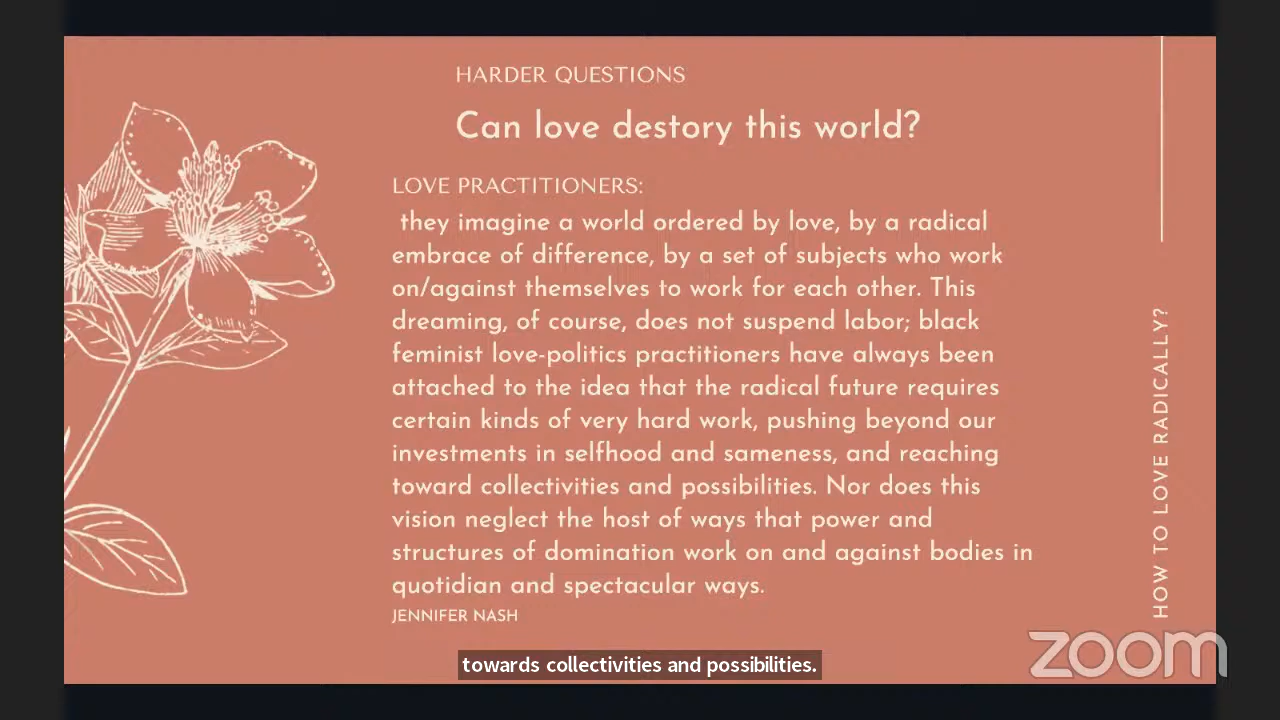 HARDER QUESTIONS
Can love destory this world?
LOVE PRACTITIONERS:
they imagine a world ordered by love, by a radical
embrace of difference, by a set of subjects who work
on/against themselves to work for each other. This
dreaming, of course, does not suspend labor; black
feminist love-politics practitioners have always been
attached to the idea that the radical future requires
certain kinds of very hard work, pushing beyond our
investments in selfhood and sameness, and reaching
toward collectivities and possibilities. Nor does this
vision neglect the host of ways that power and
structures of domination work on and against bodies in
quotidian and spectacular ways.
JENNIFER NASH
HOW TO LOVE RADICALLY?
towards collectivities and possibilities.
zoom